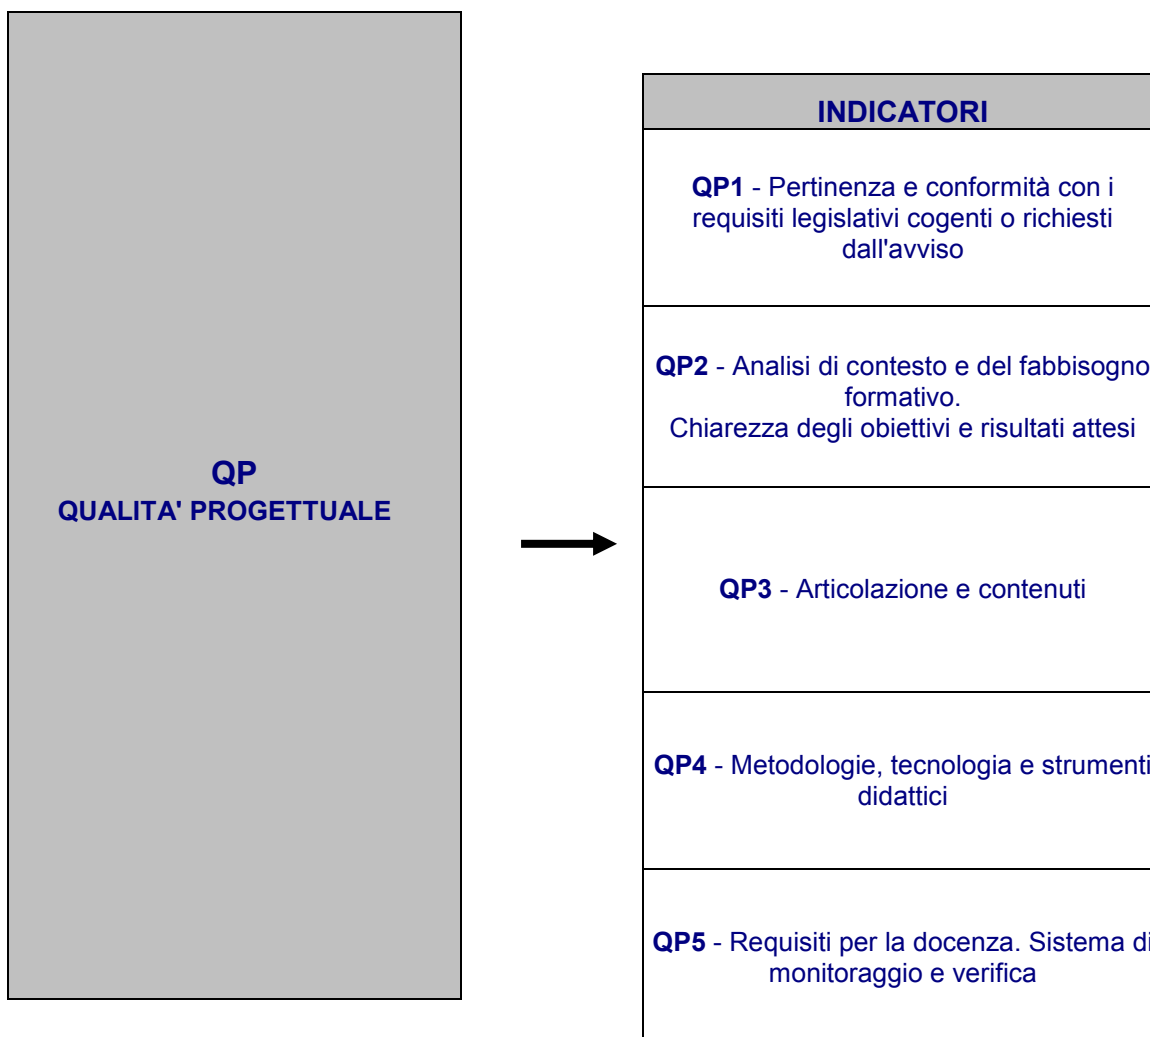 QP
QUALITA' PROGETTUALE
INDICATORI
QP1 - Pertinenza e conformità con i
requisiti legislativi cogenti o richiesti
dall'avviso
QP2 - Analisi di contesto e del fabbisogno
formativo.
Chiarezza degli obiettivi e risultati attesi
QP3 - Articolazione e contenuti
QP4 - Metodologie, tecnologia e strumenti
didattici
QP5 - Requisiti per la docenza. Sistema di
monitoraggio e verifica